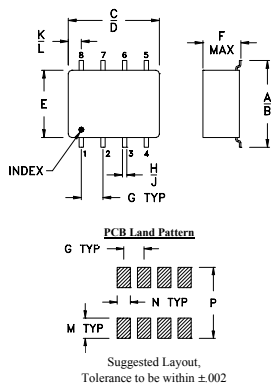 C
D
K
L
8 7 6 5
F
MAX
E
A
B
INDEX
1 2 3 4
H
J
G TYP
PCB Land Pattern
G TYP
N TYP
P
M TYP
Suggested Layout,
Tolerance to be within ±.002